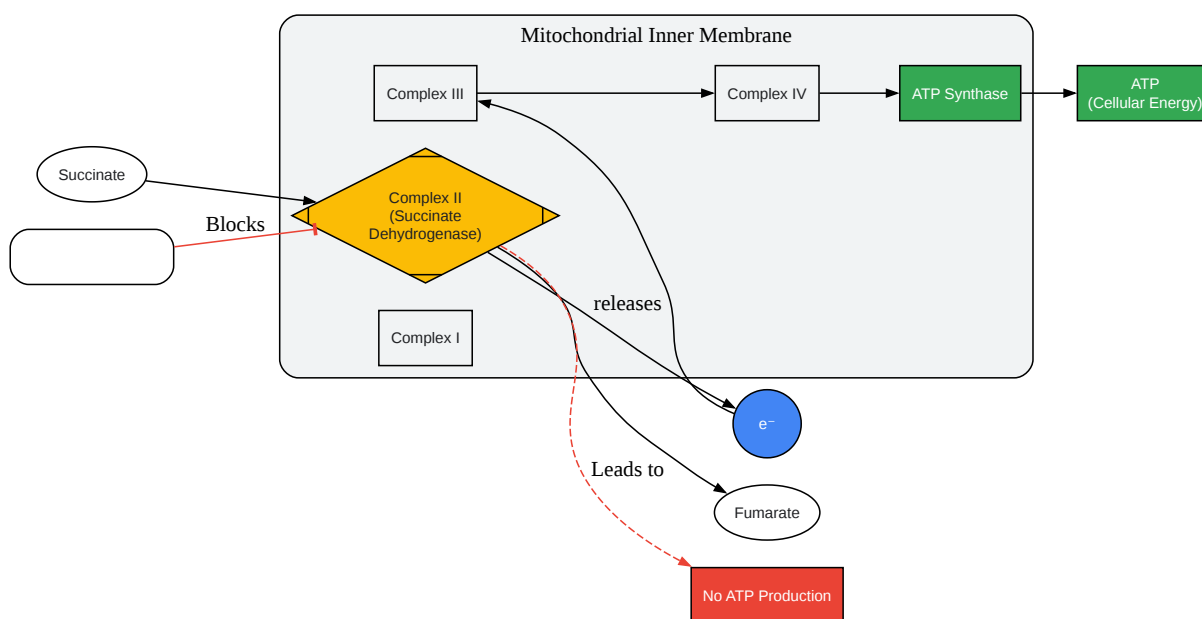 Mitochondrial Inner Membrane
Complex III
Complex IV
ATP Synthase
ATP
(Cellular Energy)
Succinate
Complex II
(Succinate
Dehydrogenase)
Blocks
releases
Complex I
e⁻
Leads to
Fumarate
No ATP Production